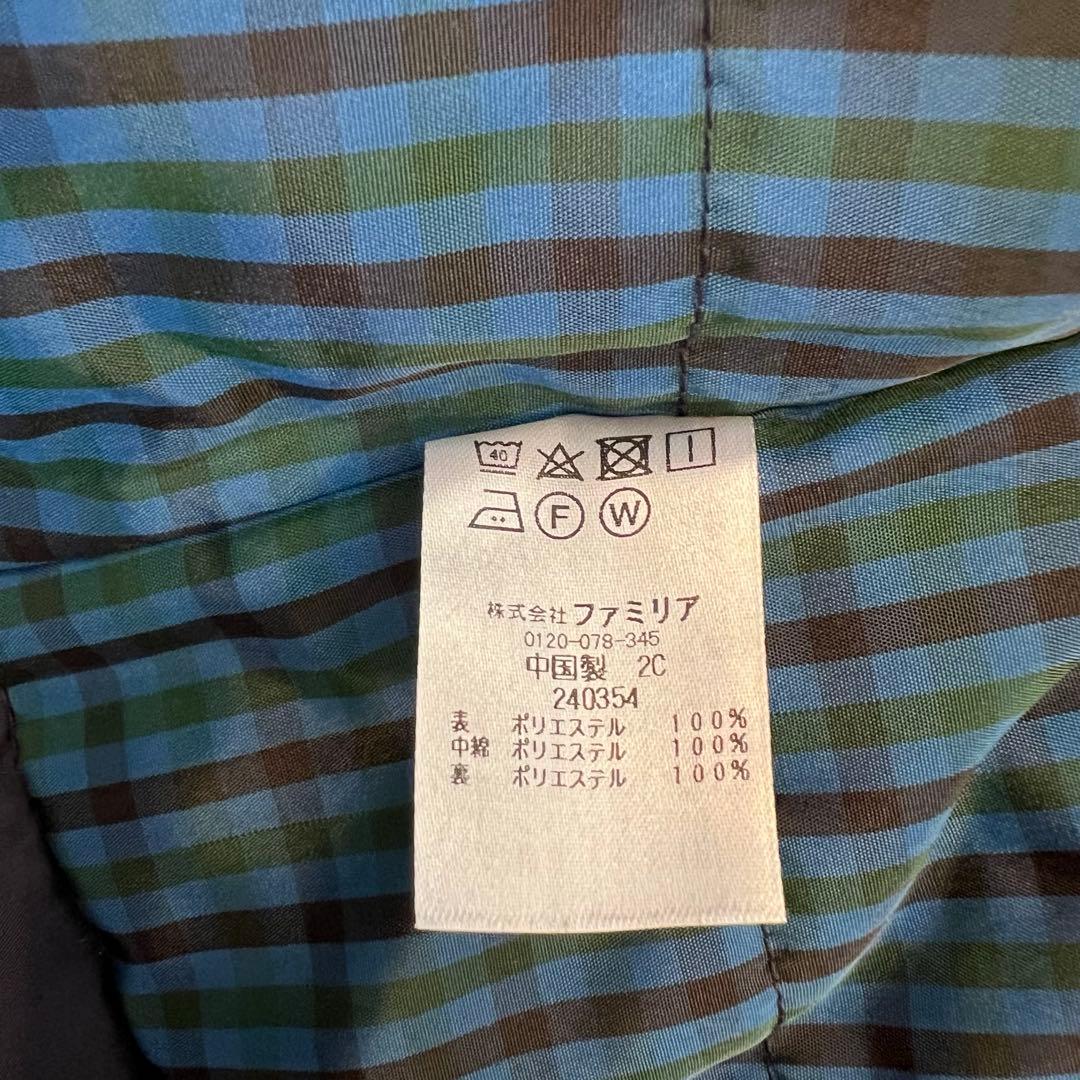 40
F W
株式会社ファミリア
0120-078-345
中国製 2C
240354
表 ポリエステル 100%
中綿 ポリエステル 100%
裏 ポリエステル 100%